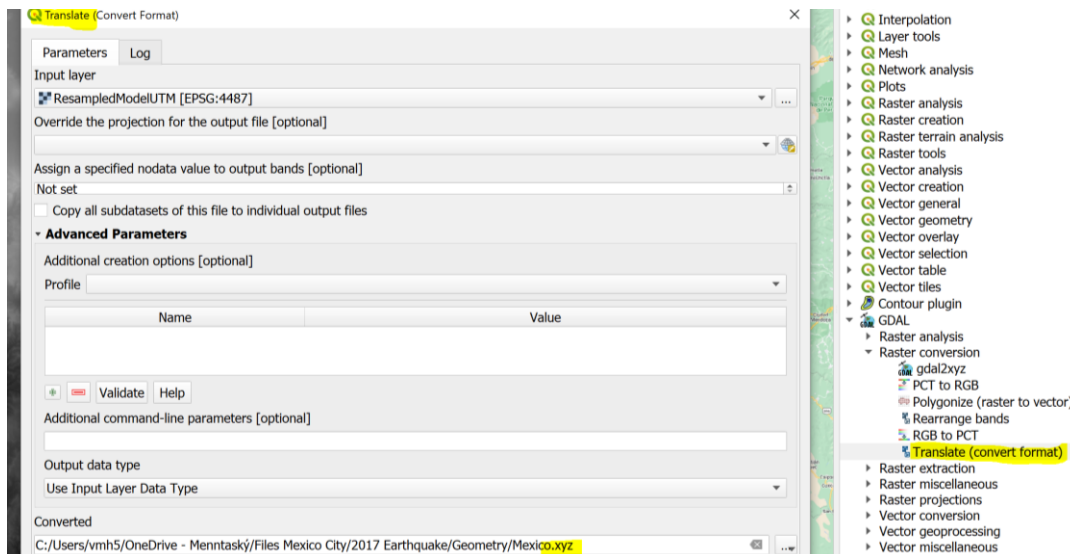 Translate (Convert Format)
Parameters
Log
Input layer
ResampledModelUTM [EPSG:4487]
...
Override the projection for the output file [optional]
Assign a specified nodata value to output bands [optional]
Not set
Copy all subdatasets of this file to individual output files
Advanced Parameters
Additional creation options [optional]
Profile
Name Value
Validate Help
Additional command-line parameters [optional]
Output data type
Use Input Layer Data Type
Converted
C:/Users/vmh5/OneDrive - Menntaský/Files Mexico City/2017 Earthquake/Geometry/Mexico.xyz
...
Interpolation
Layer tools
Mesh
Network analysis
Plots
Raster analysis
Raster creation
Raster terrain analysis
Raster tools
Vector analysis
Vector creation
Vector general
Vector geometry
Vector overlay
Vector selection
Vector table
Vector tiles
Contour plugin
GDAL
Raster analysis
Raster conversion
gdal2xyz
PCT to RGB
Polygonize (raster to vector)
Rearrange bands
RGB to PCT
Translate (convert format)
Raster extraction
Raster miscellaneous
Raster projections
Vector conversion
Vector geoprocessing
Vector miscellaneous